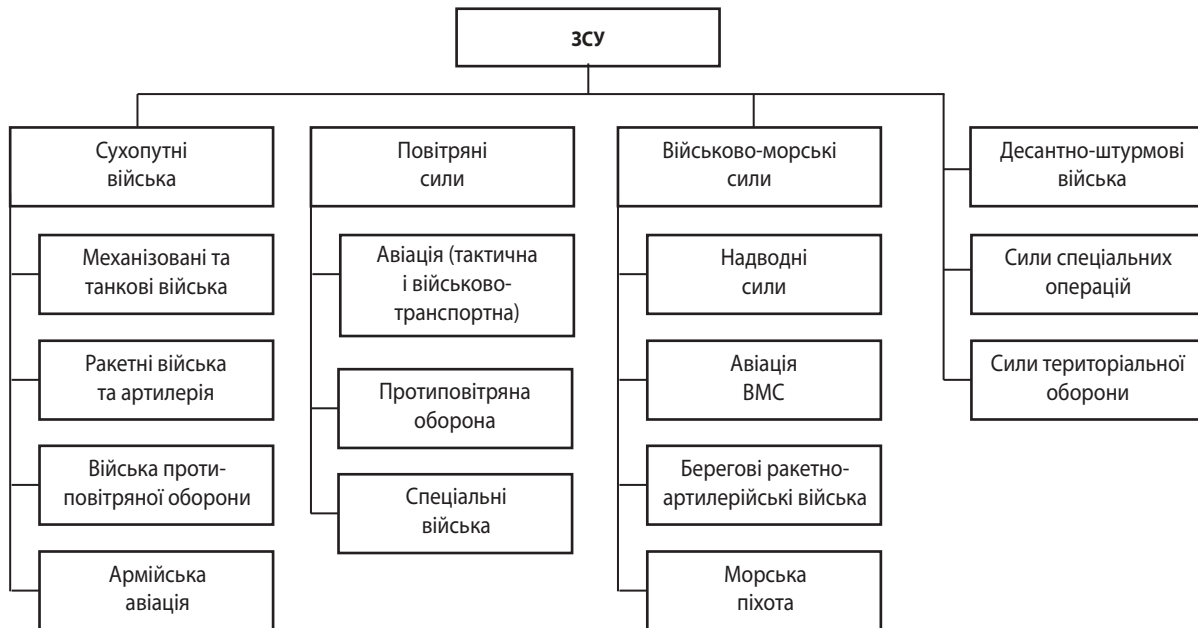 ЗСУ
Сухопутні
війська
Механізовані та
танкові війська
Ракетні війська
та артилерія
Війська проти-
повітряної оборони
Армійська
авіація
Повітряні
сили
Авіація (тактична
і військово-
транспортна)
Протиповітряна
оборона
Спеціальні
війська
Військово-морські
сили
Надводні
сили
Авіація
ВМС
Берегові ракетно-
артилерійські війська
Морська
піхота
Десантно-штурмові
війська
Сили спеціальних
операцій
Сили територіальної
оборони